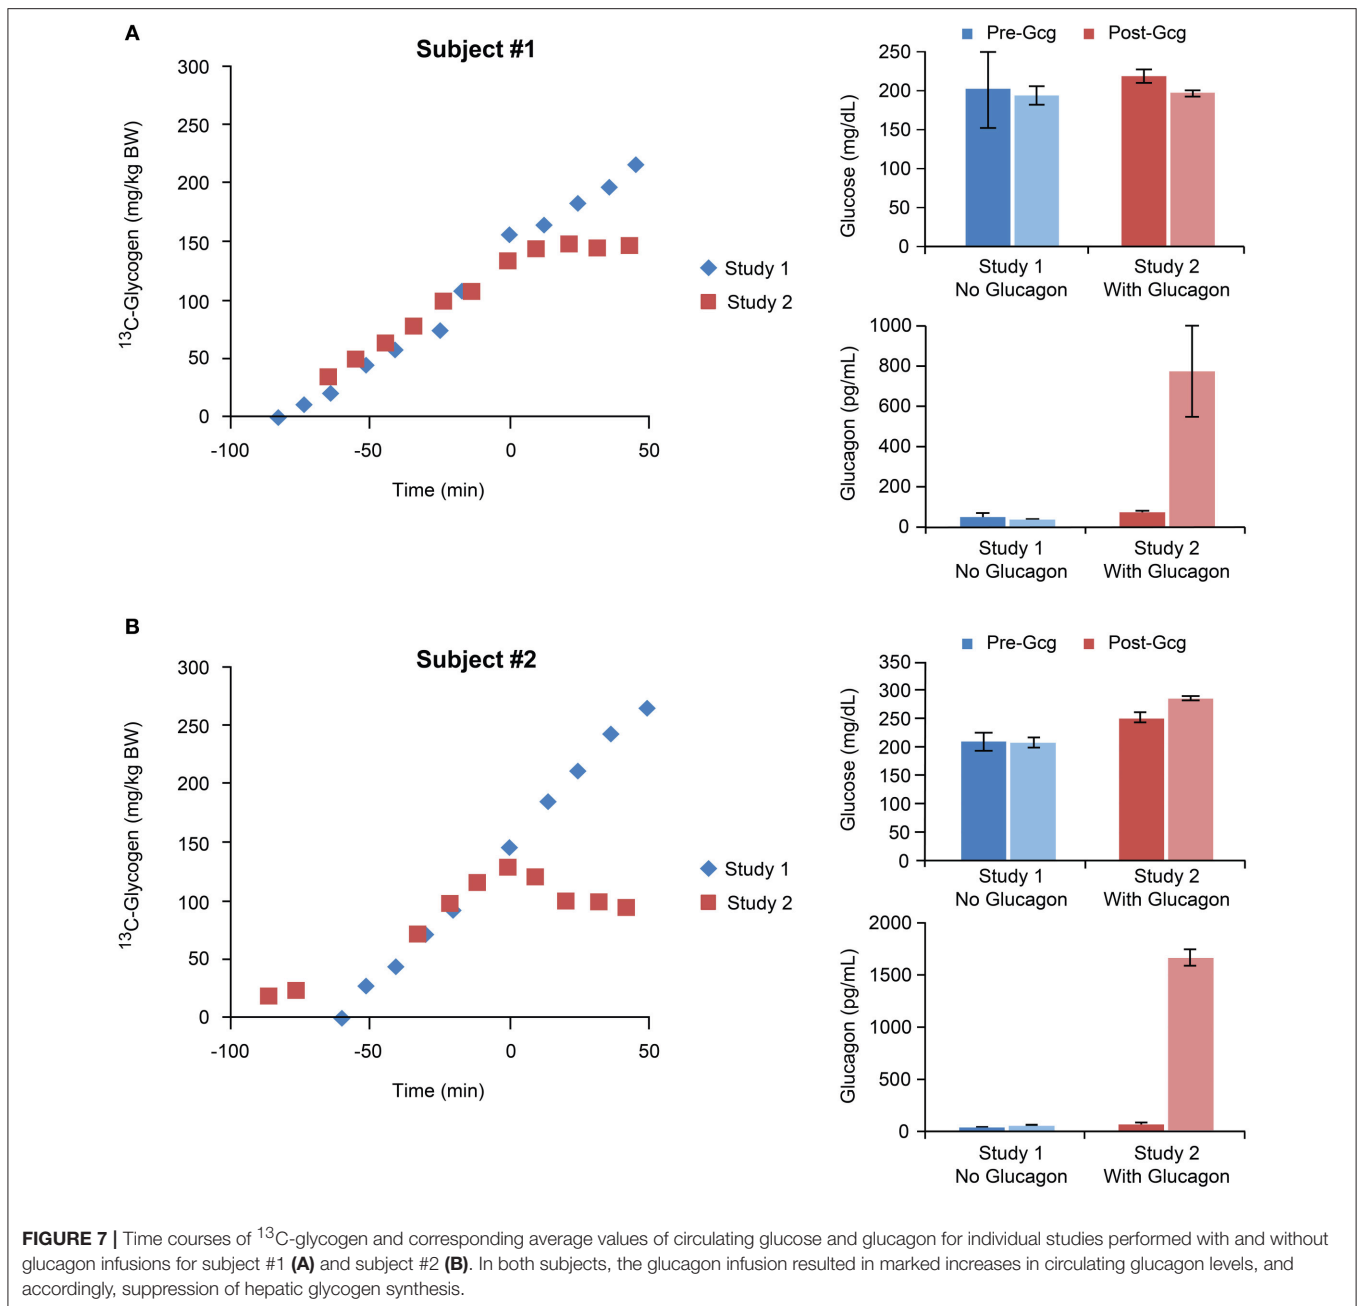 A
Subject #1
300
250
200
150
100
50
0
-100
-50
0
50
13C-Glycogen (mg/kg BW)
Time (min)
Study 1
Study 2
Pre-Gcg
Post-Gcg
250
200
150
100
50
0
Glucose (mg/dL)
Study 1
No Glucagon
Study 2
With Glucagon
1000
800
600
400
200
0
Glucagon (pg/mL)
Study 1
No Glucagon
Study 2
With Glucagon
B
Subject #2
300
250
200
150
100
50
0
-100
-50
0
50
13C-Glycogen (mg/kg BW)
Time (min)
Study 1
Study 2
Pre-Gcg
Post-Gcg
350
300
250
200
150
100
50
0
Glucose (mg/dL)
Study 1
No Glucagon
Study 2
With Glucagon
2000
1500
1000
500
0
Glucagon (pg/mL)
Study 1
No Glucagon
Study 2
With Glucagon
FIGURE 7 | Time courses of 13C-glycogen and corresponding average values of circulating glucose and glucagon for individual studies performed with and without
glucagon infusions for subject #1 (A) and subject #2 (B). In both subjects, the glucagon infusion resulted in marked increases in circulating glucagon levels, and
accordingly, suppression of hepatic glycogen synthesis.